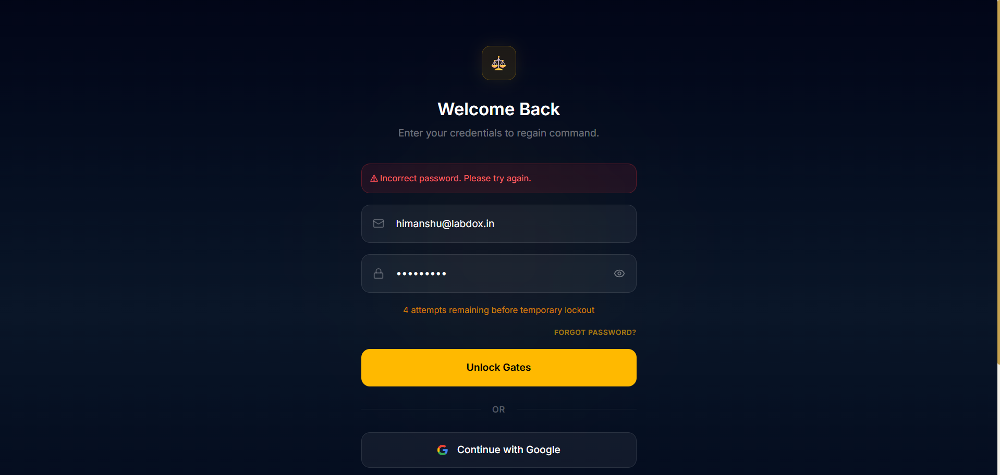 Welcome Back
Enter your credentials to regain command.
⚠ Incorrect password. Please try again.
himanshu@labdox.in
•••••••••
4 attempts remaining before temporary lockout
FORGOT PASSWORD?
Unlock Gates
OR
Continue with Google